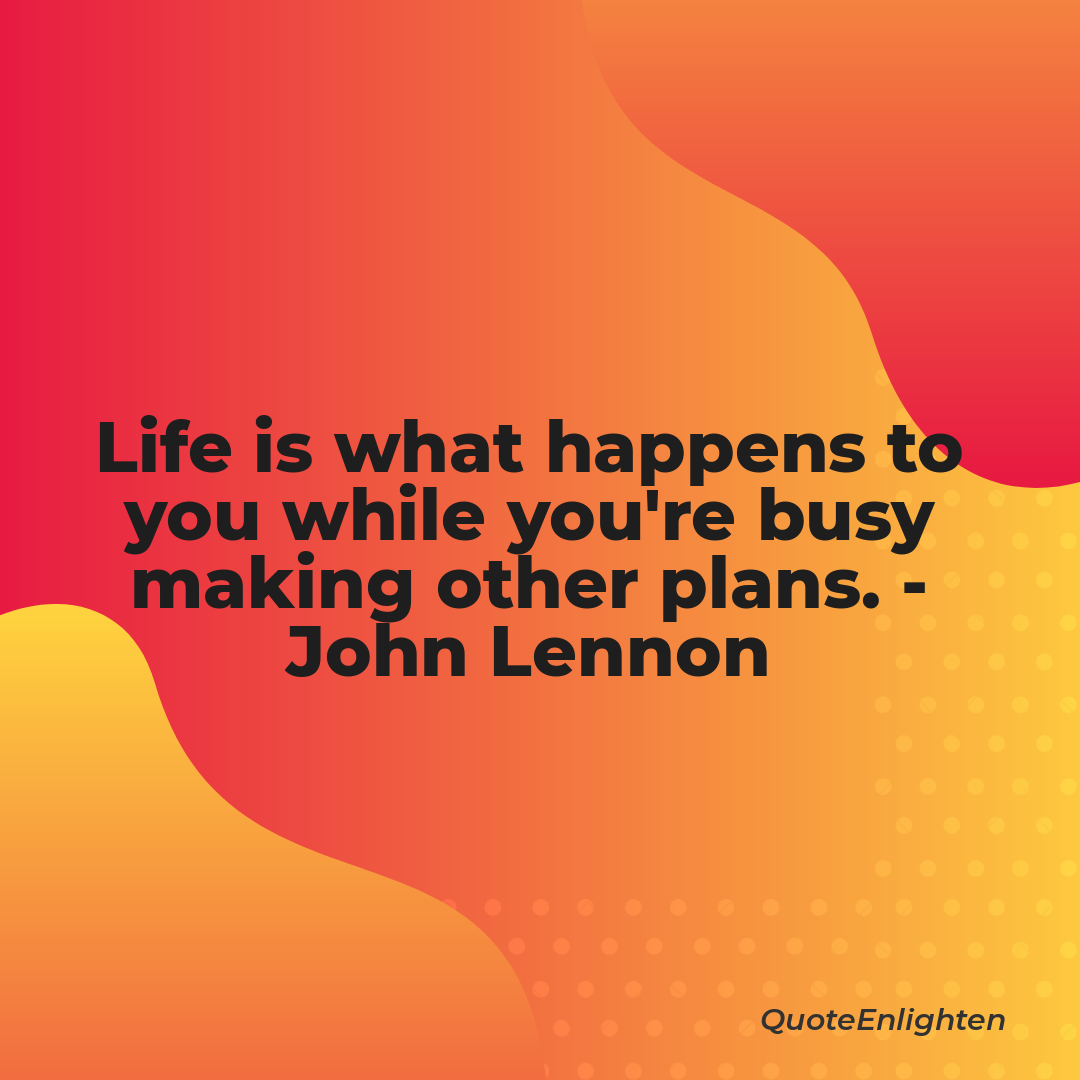 Life is what happens to
you while you're busy
making other plans. -
John Lennon
QuoteEnlighten